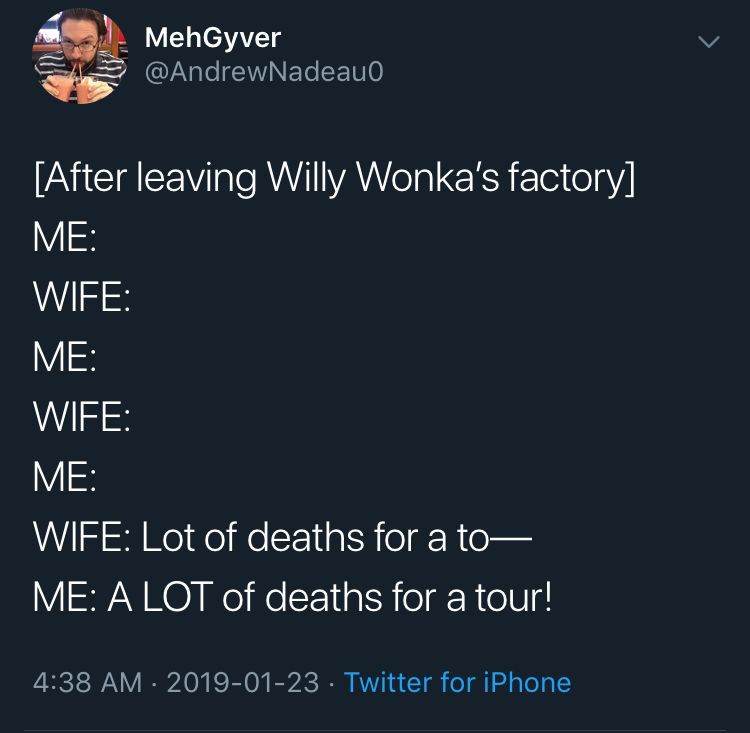 MehGyver
@AndrewNadeau0
[After leaving Willy Wonka's factory]
ME:
WIFE:
ME:
WIFE:
ME:
WIFE: Lot of deaths for a to—
ME: A LOT of deaths for a tour!
4:38 AM · 2019-01-23 · Twitter for iPhone